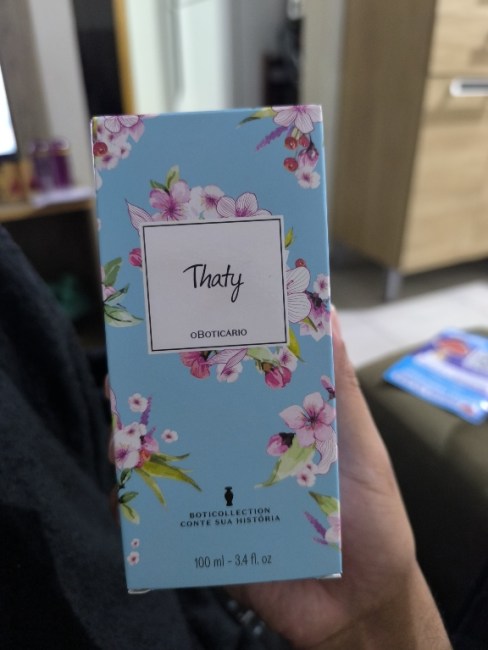 Thaty
oBOTICÁRIO
BOTICOLLECTION
CONTE SUA HISTÓRIA
100 ml - 3.4 fl. oz